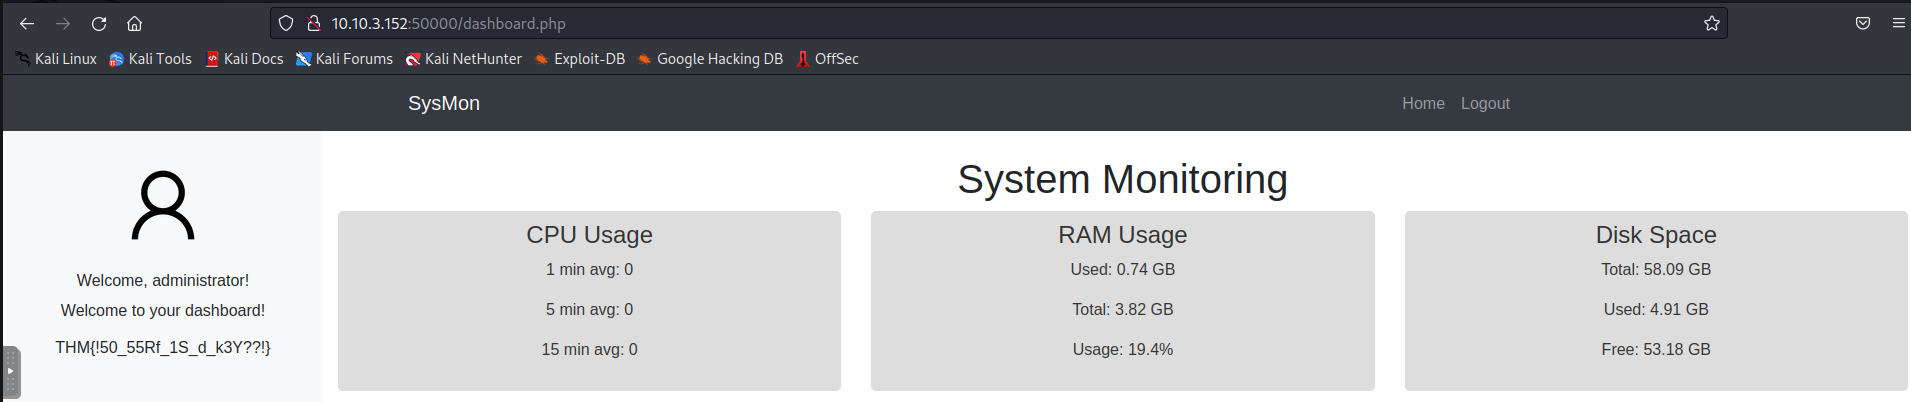 10.10.3.152:50000/dashboard.php
Kali Linux Kali Tools Kali Docs Kali Forums Kali NetHunter Exploit-DB Google Hacking DB OffSec
SysMon Home Logout
Welcome, administrator!
Welcome to your dashboard!
THM{!50_55Rf_1S_d_k3Y??!}
System Monitoring
CPU Usage
1 min avg: 0
5 min avg: 0
15 min avg: 0
RAM Usage
Used: 0.74 GB
Total: 3.82 GB
Usage: 19.4%
Disk Space
Total: 58.09 GB
Used: 4.91 GB
Free: 53.18 GB